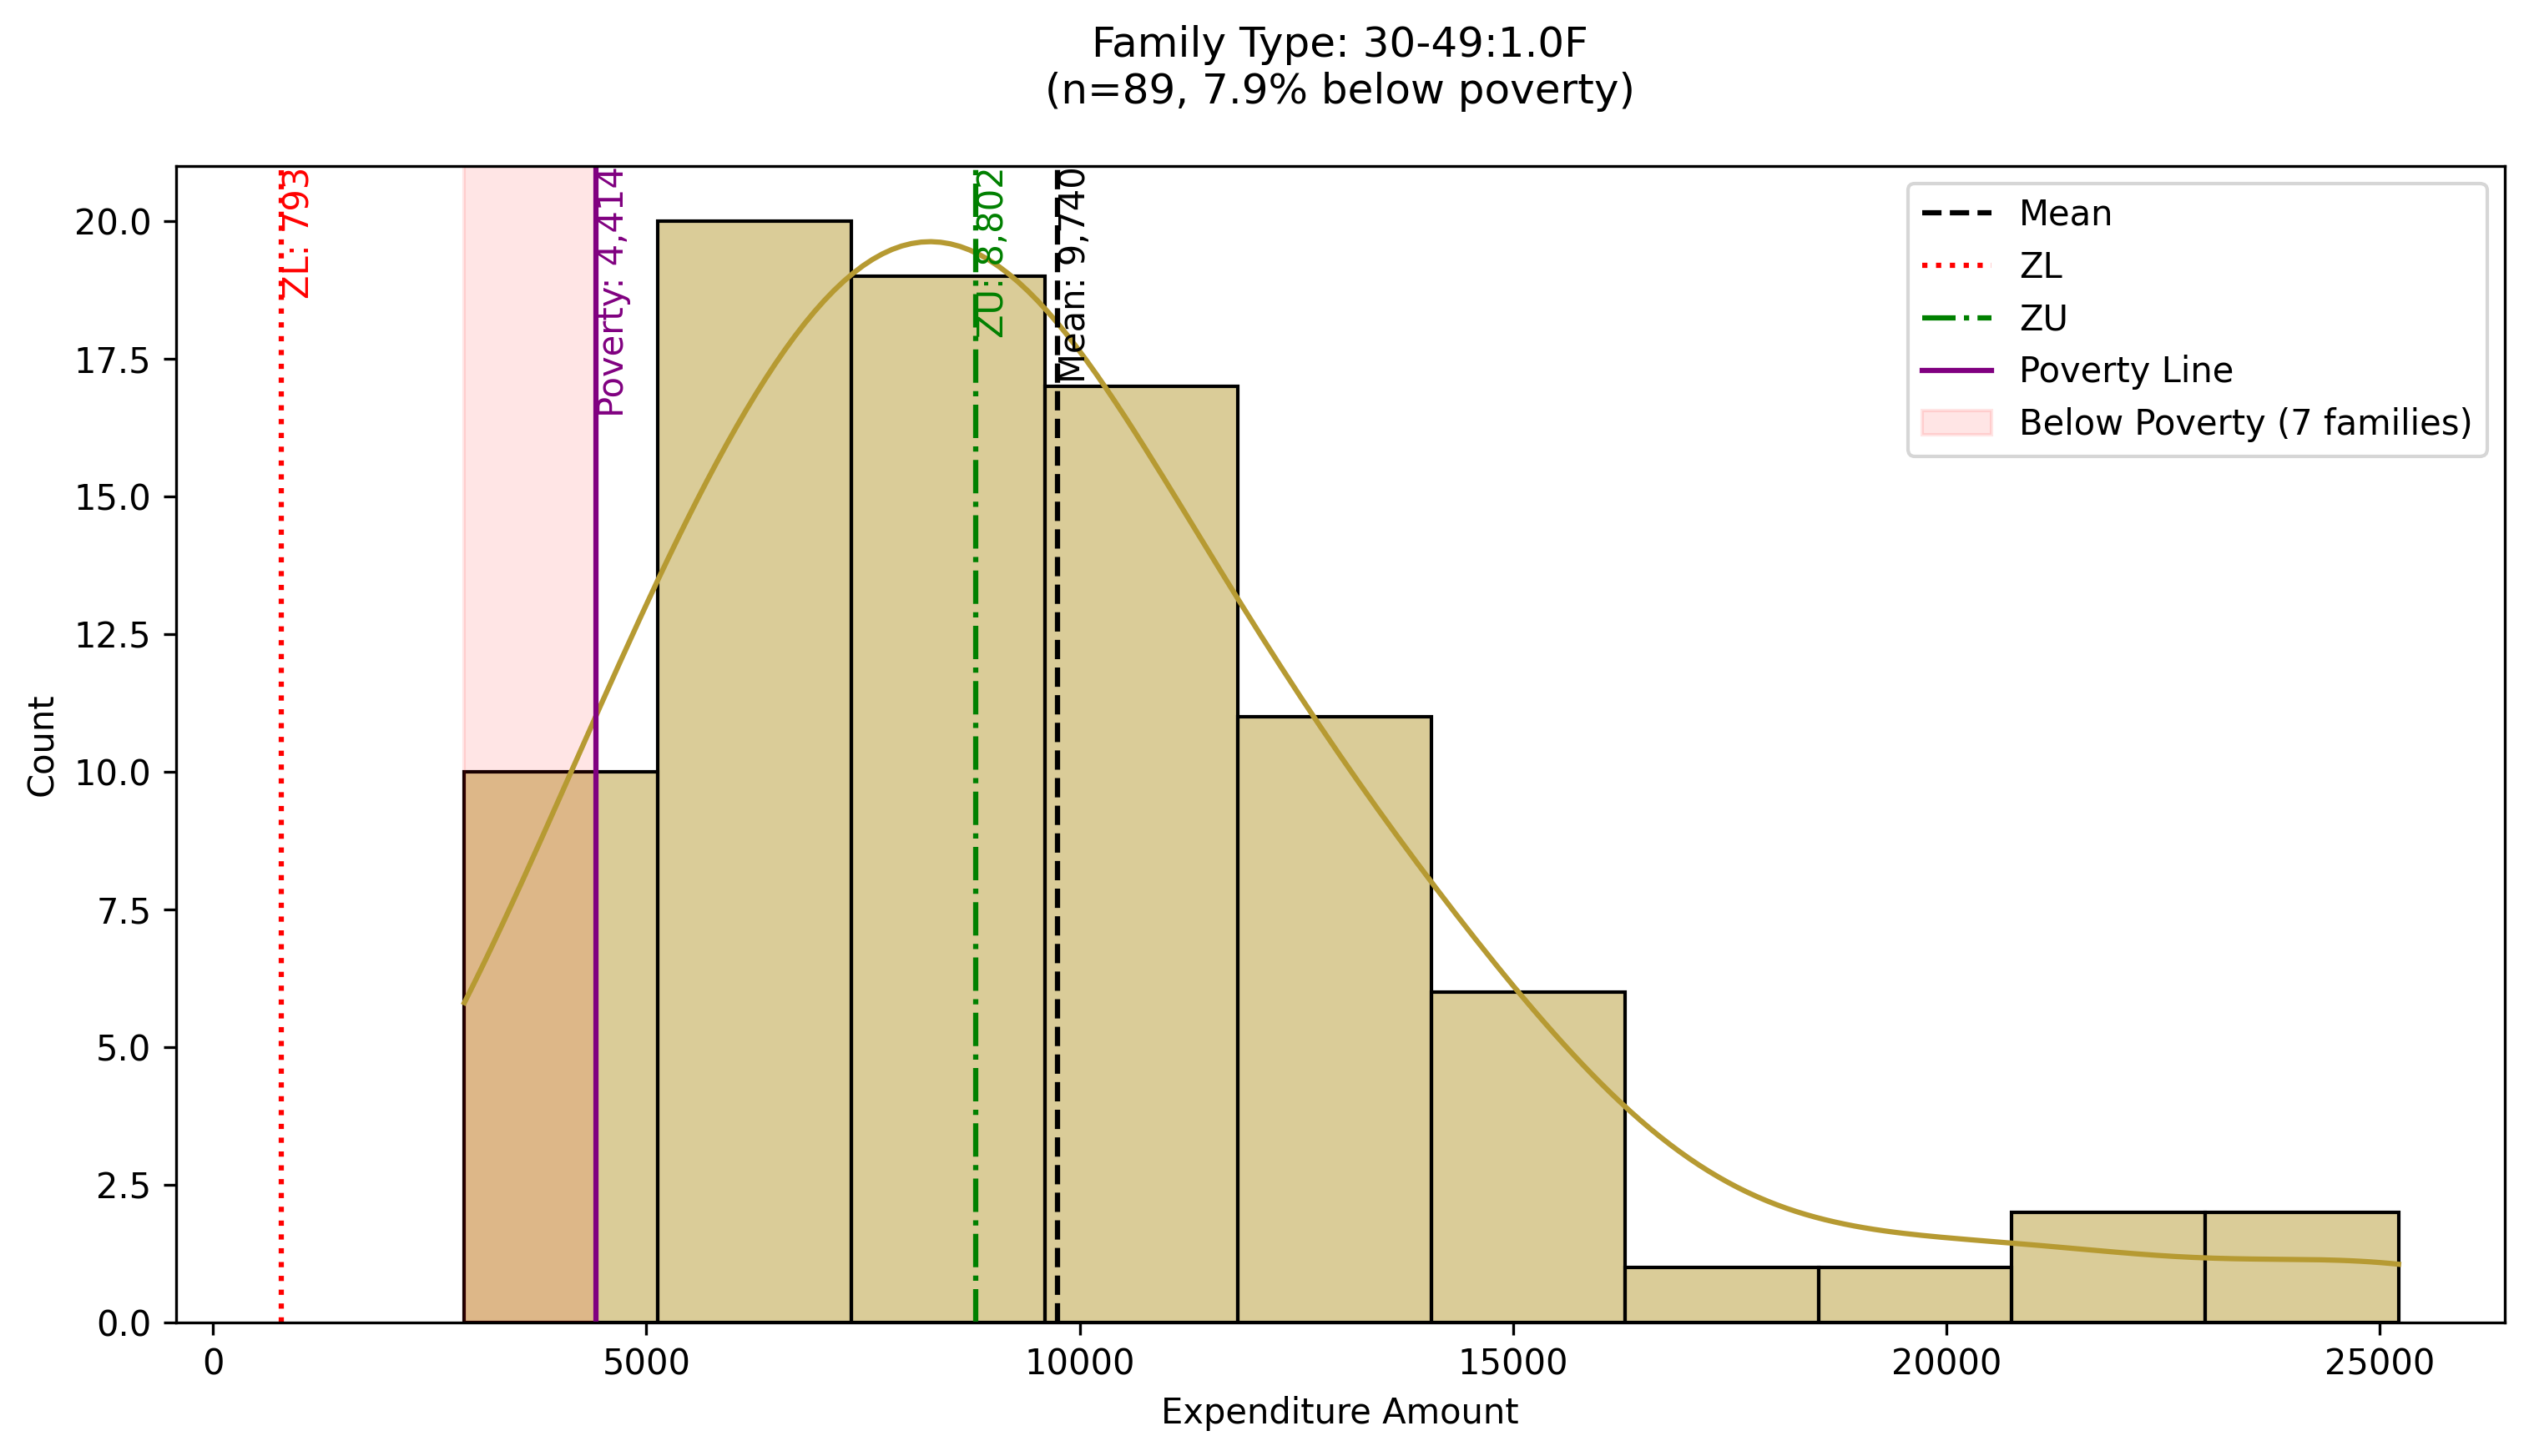 Family Type: 30-49:1.0F
(n=89, 7.9% below poverty)
ZL: 793
Poverty: 4,414
ZU: 8,802
Mean: 9,740
Mean
ZL
ZU
Poverty Line
Below Poverty (7 families)
Count
20.0
17.5
15.0
12.5
10.0
7.5
5.0
2.5
0.0
0
5000
10000
15000
20000
25000
Expenditure Amount